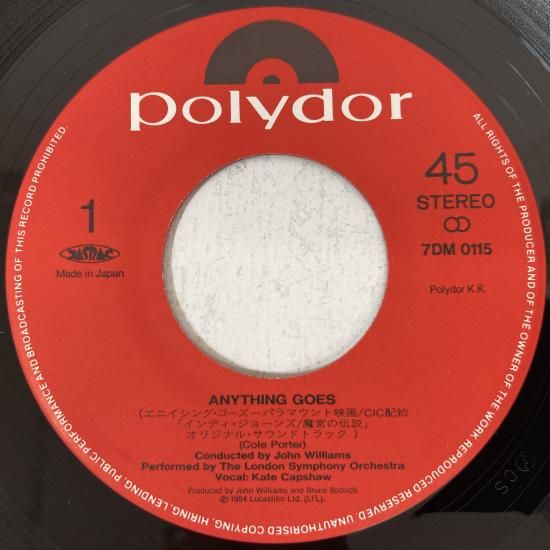 polydor
1
JASRAC
Made in Japan
45
STEREO
7DM 0115
Polydor K.K.
ANYTHING GOES
(エニイシング・ゴーズーパラマウント映画/CIC配給
「インディ・ジョーンズ/魔宮の伝説」
オリジナル・サウンドトラック )
(Cole Porter)
Conducted by John Williams
Performed by The London Symphony Orchestra
Vocal: Kate Capshaw
Produced by John Williams and Bruce Botnick
℗ 1984 Lucasfilm Ltd. (LFL).
ALL RIGHTS OF THE PRODUCER AND OF THE OWNER OF THE WORK REPRODUCED RESERVED. UNAUTHORISED COPYING, HIRING, LENDING, PUBLIC PERFORMANCE AND BROADCASTING OF THIS RECORD PROHIBITED.